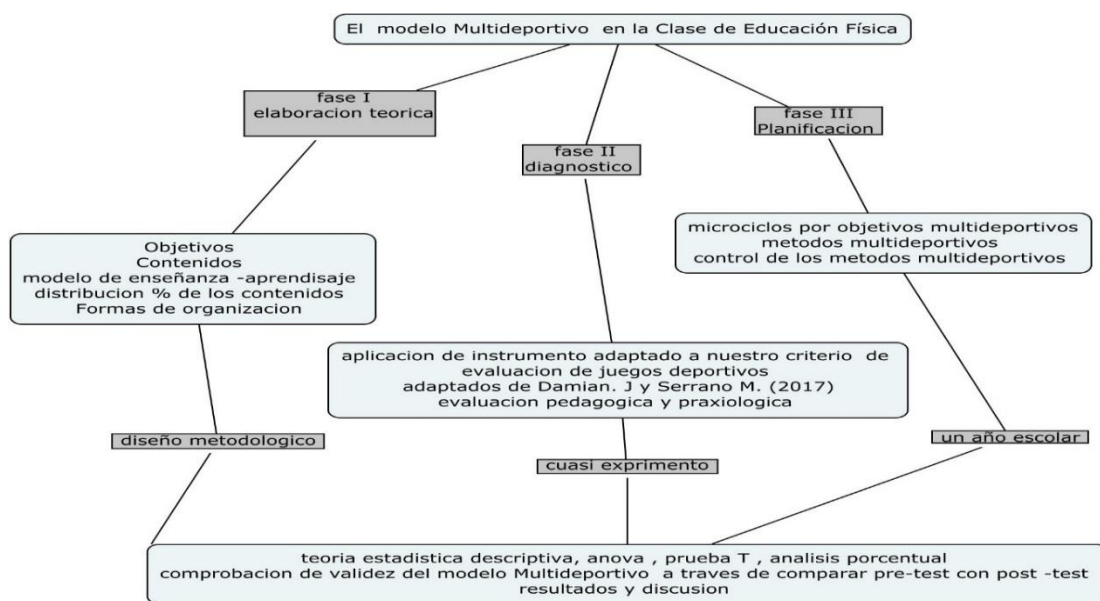 El modelo Multideportivo en la Clase de Educación Física
fase I
elaboracion teorica
fase II
diagnostico
fase III
Planificacion
Objetivos
Contenidos
modelo de enseñanza -aprendisaje
distribucion % de los contenidos
Formas de organizacion
aplicacion de instrumento adaptado a nuestro criterio de
evaluacion de juegos deportivos
adaptados de Damian. J y Serrano M. (2017)
evaluacion pedagogica y praxiologica
microciclos por objetivos multideportivos
metodos multideportivos
control de los metodos multideportivos
diseño metodologico
cuasi exprimento
un año escolar
teoria estadistica descriptiva, anova , prueba T , analisis porcentual
comprobacion de validez del modelo Multideportivo a traves de comparar pre-test con post -test
resultados y discusion